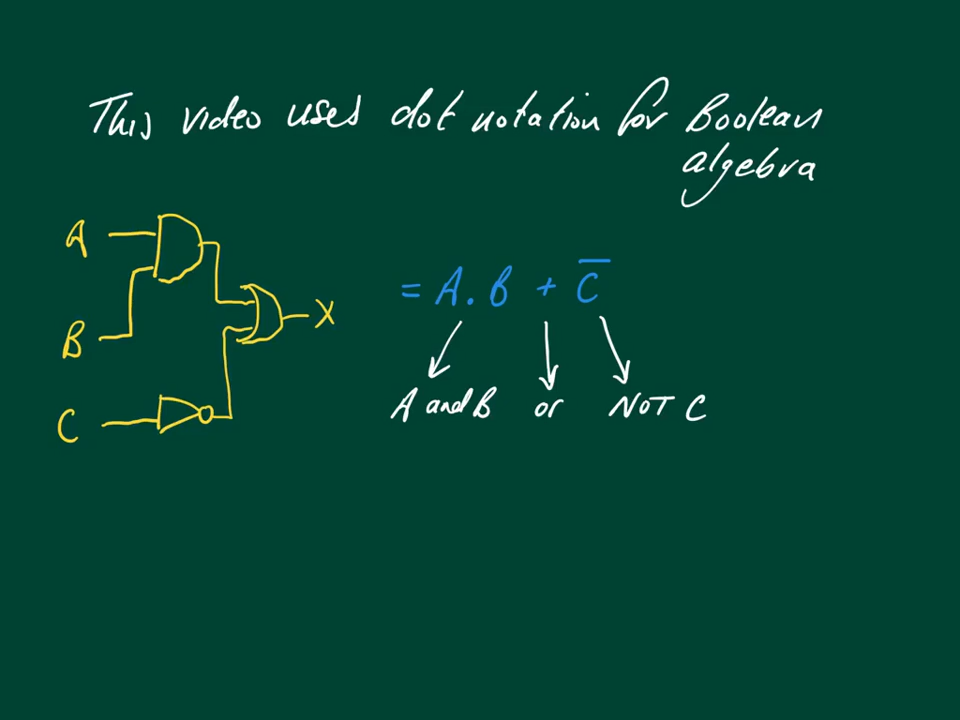 This video uses dot notation for Boolean
algebra
A
B
C
X
= A . B + C̅
A and B or NOT C